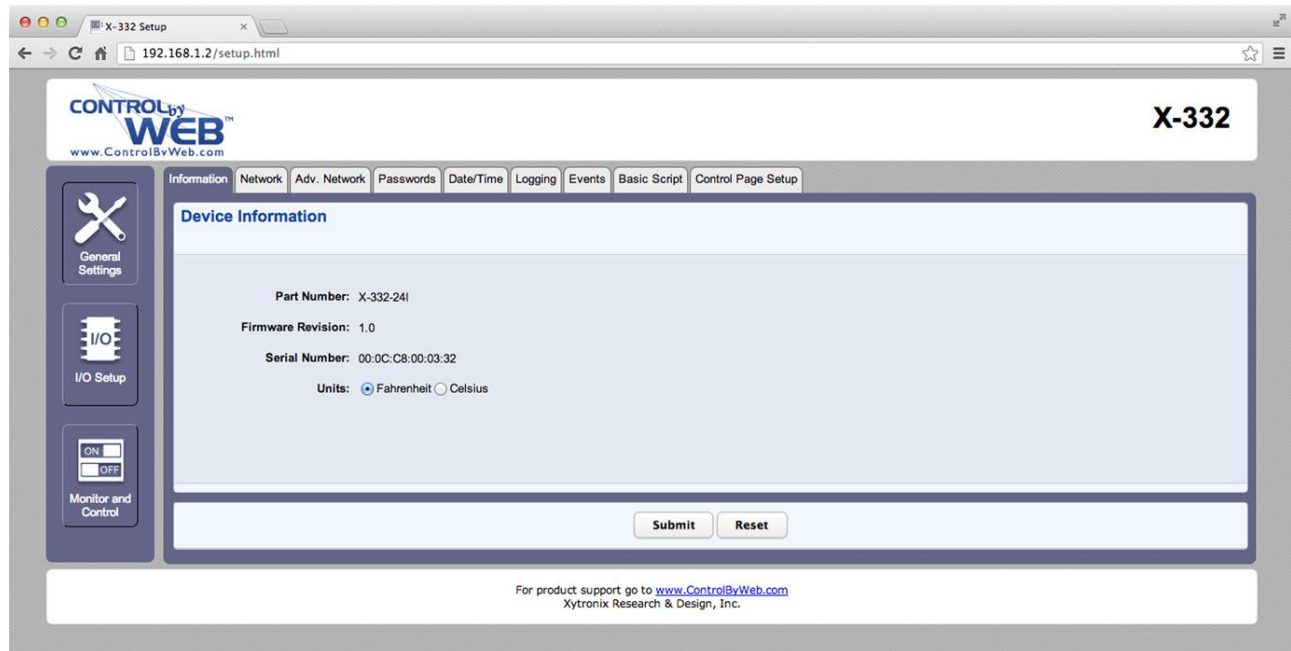 X-332 Setup
192.168.1.2/setup.html
CONTROL by
WEB™
www.ControlByWeb.com
X-332
Information Network Adv. Network Passwords Date/Time Logging Events Basic Script Control Page Setup
General
Settings
I/O
I/O Setup
ON
OFF
Monitor and
Control
Device Information
Part Number: X-332-24I
Firmware Revision: 1.0
Serial Number: 00:0C:C8:00:03:32
Units: Fahrenheit Celsius
Submit Reset
For product support go to www.ControlByWeb.com
Xytronix Research & Design, Inc.